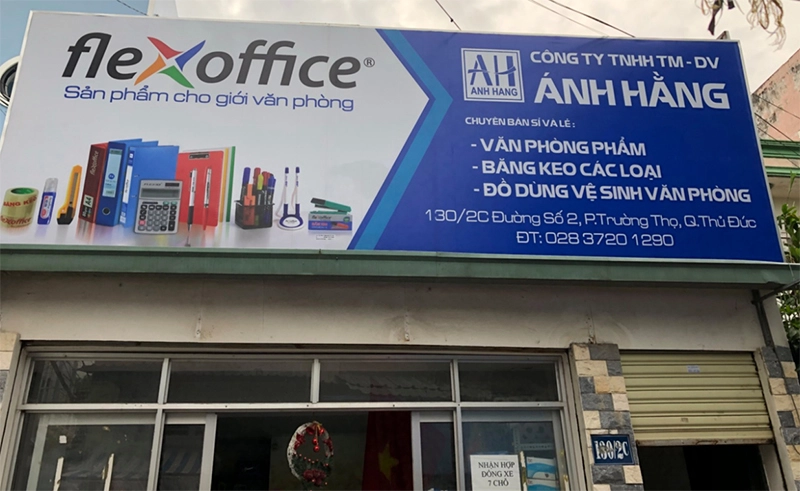 flexoffice®
Sản phẩm cho giới văn phòng
AH
ANH HANG
CÔNG TY TNHH TM - DV
ÁNH HẰNG
CHUYÊN BÁN SỈ VÀ LẺ :
- VĂN PHÒNG PHẨM
- BĂNG KEO CÁC LOẠI
- ĐỒ DÙNG VỆ SINH VĂN PHÒNG
130/2C Đường Số 2, P.Trường Thọ, Q.Thủ Đức
ĐT: 028 3720 1290
flexoffice
flexoffice
130/2C
NHẬN HỢP
ĐỒNG XE
7 CHỖ